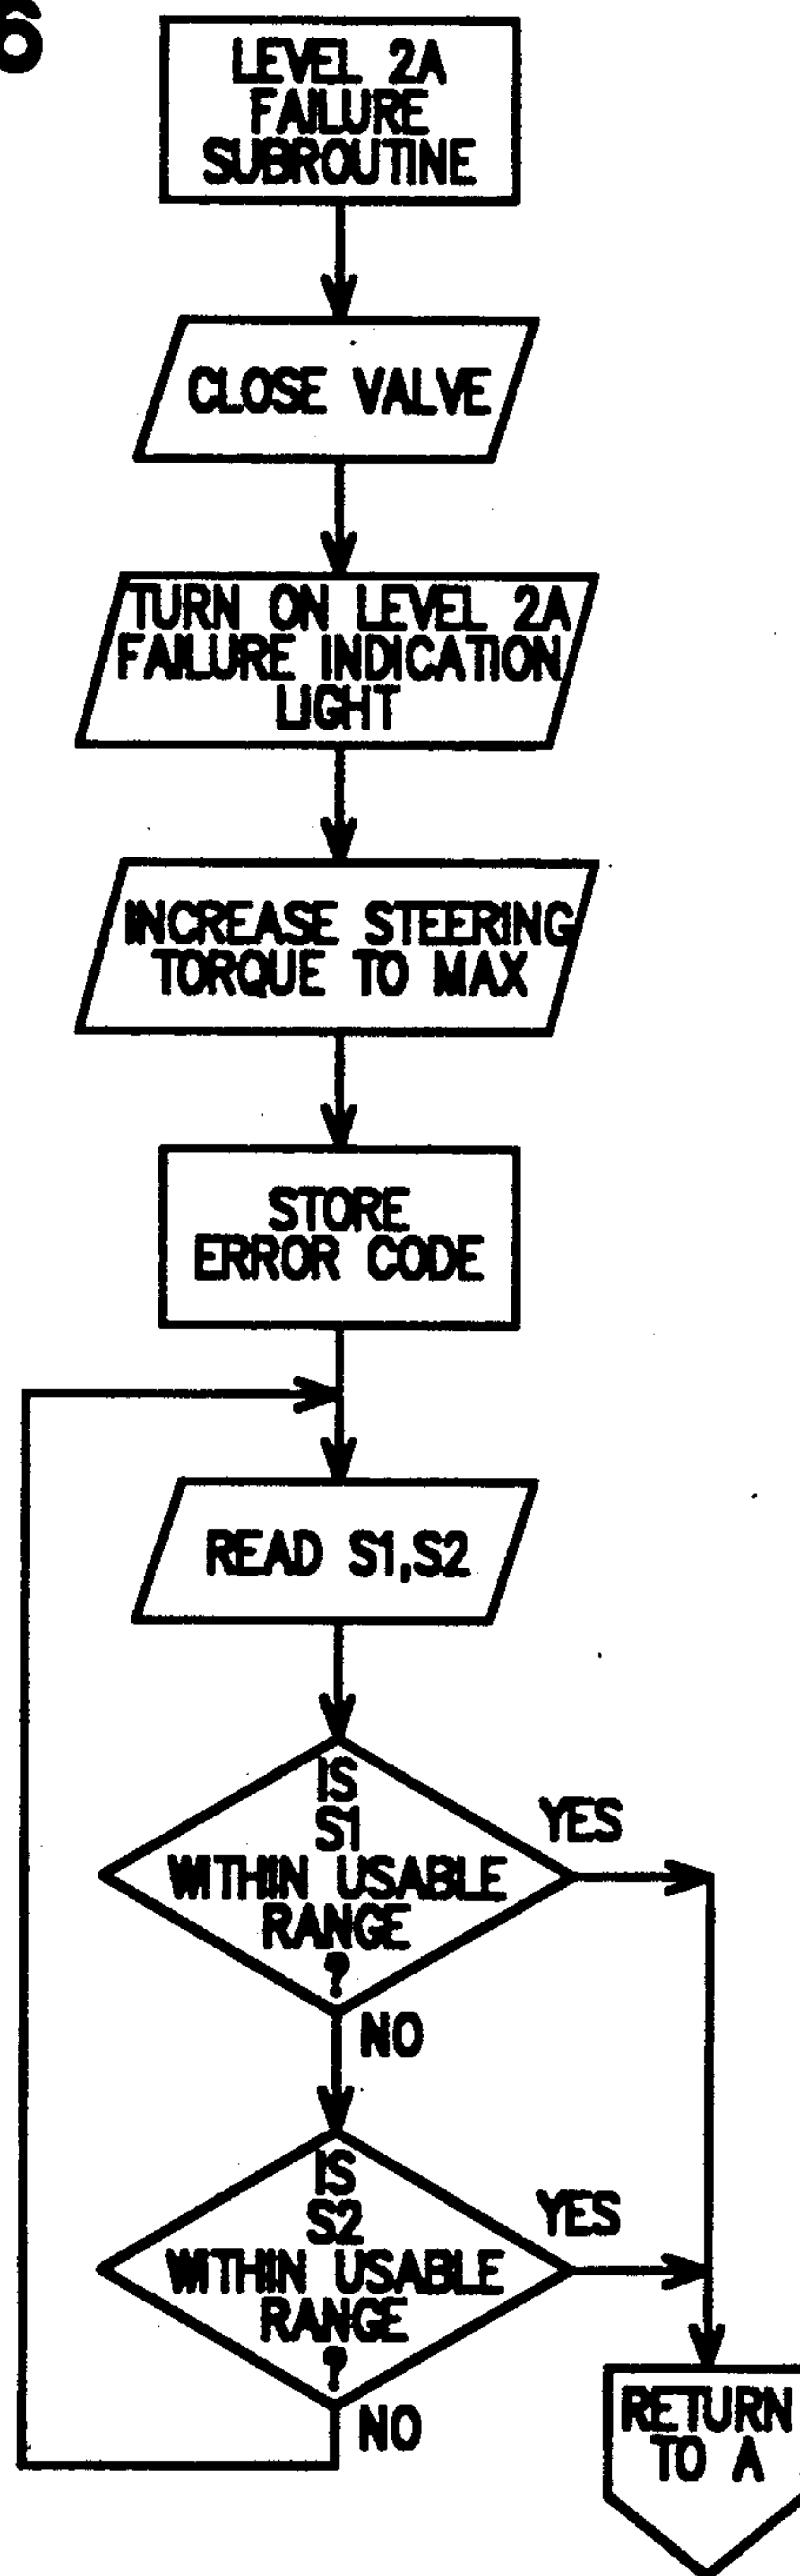 6
LEVEL 2A
FAILURE
SUBROUTINE
CLOSE VALVE
TURN ON LEVEL 2A
FAILURE INDICATION
LIGHT
INCREASE STEERING
TORQUE TO MAX
STORE
ERROR CODE
READ S1,S2
IS
S1
WITHIN USABLE
RANGE
?
YES
NO
IS
S2
WITHIN USABLE
RANGE
?
YES
NO
RETURN
TO A